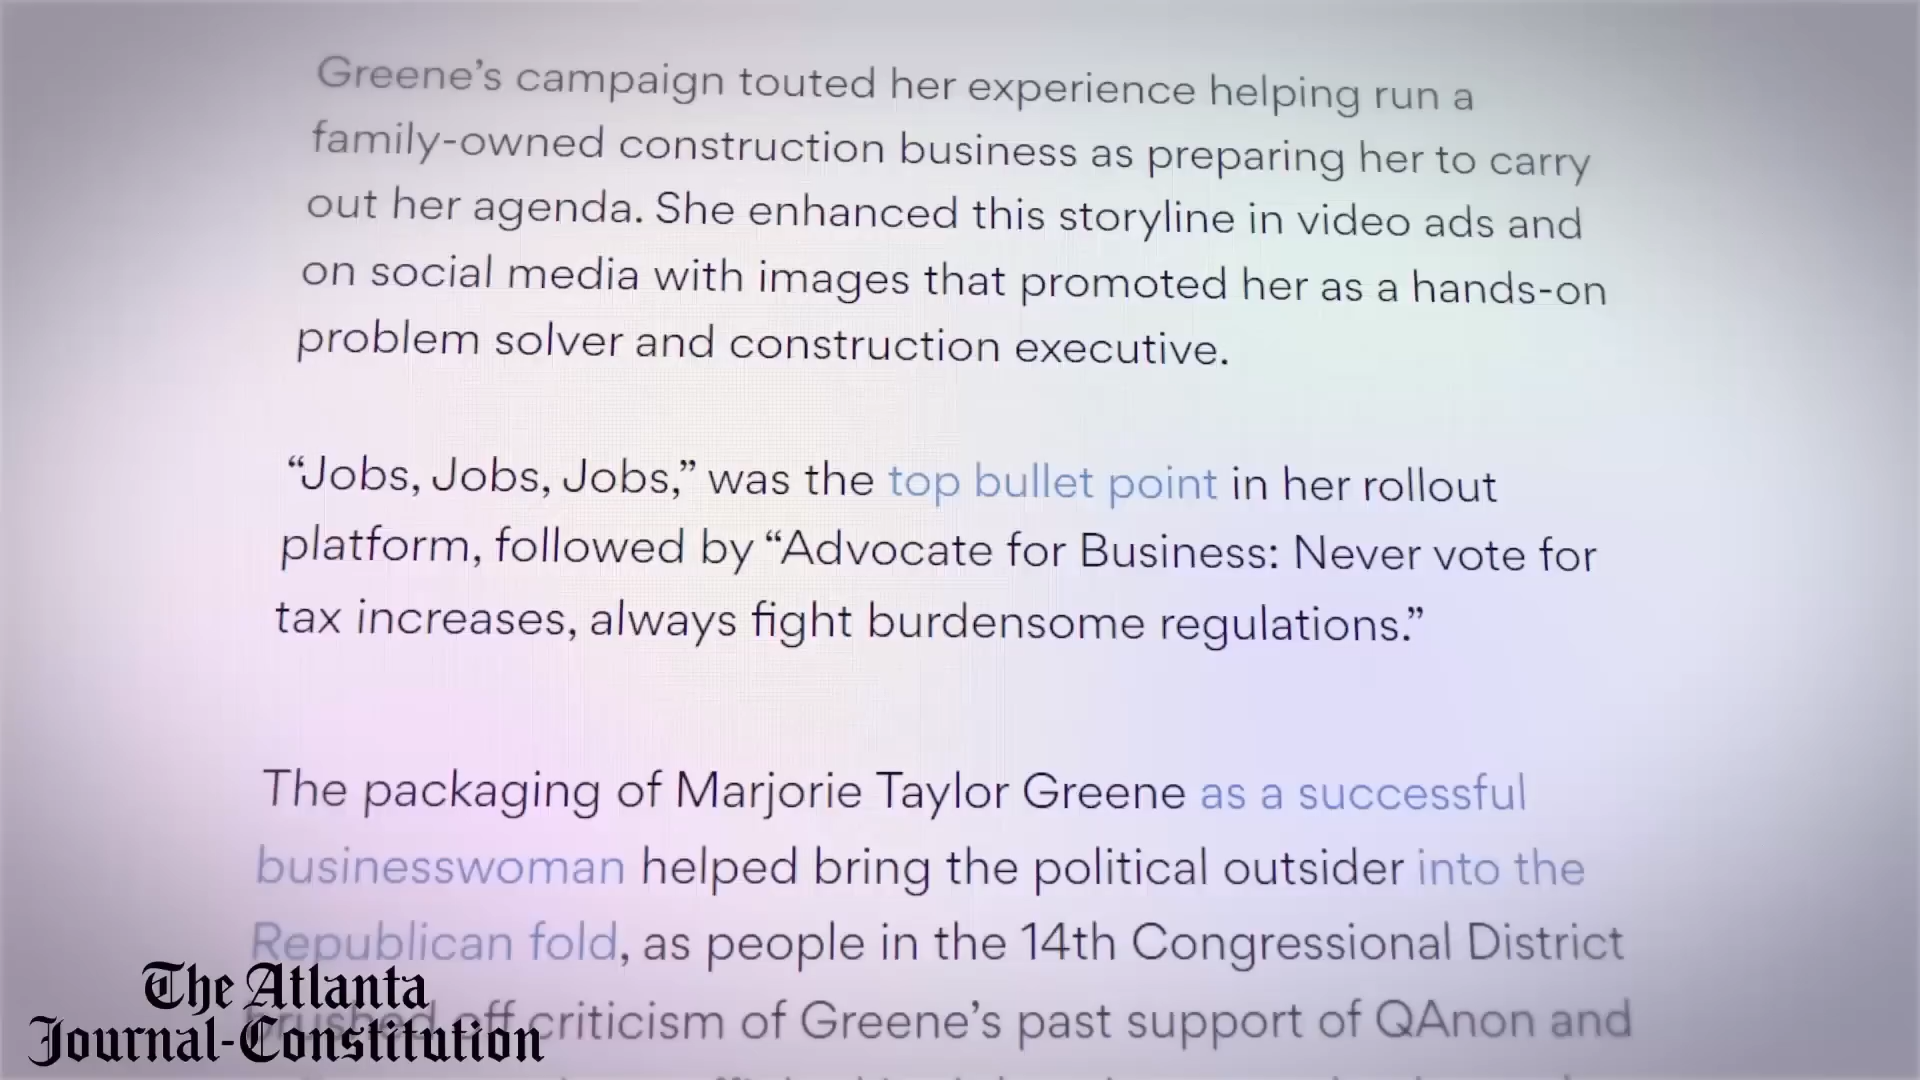 Greene’s campaign touted her experience helping run a
family-owned construction business as preparing her to carry
out her agenda. She enhanced this storyline in video ads and
on social media with images that promoted her as a hands-on
problem solver and construction executive.
“Jobs, Jobs, Jobs,” was the top bullet point in her rollout
platform, followed by “Advocate for Business: Never vote for
tax increases, always fight burdensome regulations.”
The packaging of Marjorie Taylor Greene as a successful
businesswoman helped bring the political outsider into the
Republican fold, as people in the 14th Congressional District
brushed off criticism of Greene’s past support of QAnon and
The Atlanta
Journal-Constitution